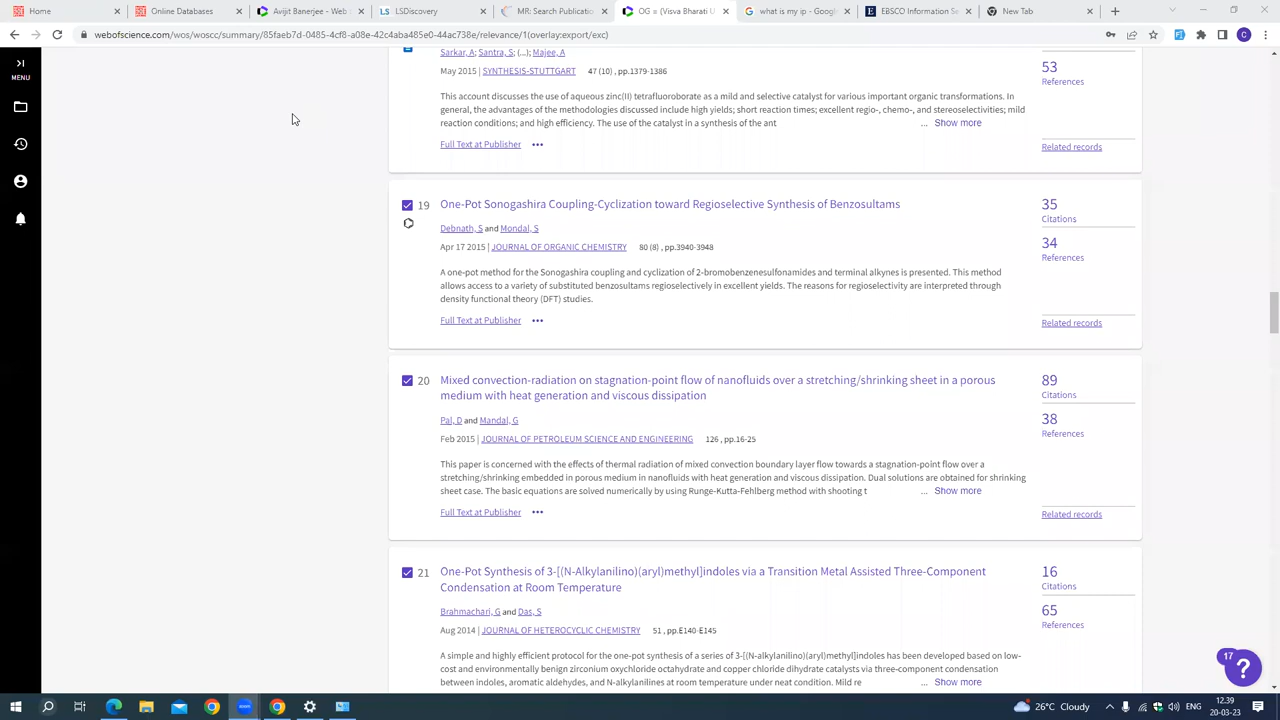 Home
Online Databases
Avijit Banerjee - Web
LSDiscovery
MR: Search Publicatio
OG = (Visva Bharati U
what is my ip - Google
EBSCO Information Se
New Tab
webofscience.com/wos/woscc/summary/85faeb7d-0485-4cf8-a08e-42bca45850e0-44ac738e/relevance/1(overlay:export/exc)
C
MENU
Sarkar, A; Santra, S; (...); Majee, A
May 2015 | SYNTHESIS-STUTTGART 47 (10) , pp.1379-1386
53
References
This account discusses the use of aqueous zinc(II) tetrafluoroborate as a mild and selective catalyst for various important organic transformations. In
general, the advantages of the methodologies discussed include high yields; short reaction times; excellent regio-, chemo-, and stereoselectivities; mild
reaction conditions; and high efficiency. The use of the catalyst in a synthesis of the ant ... Show more
Full Text at Publisher •••
Related records
19 One-Pot Sonogashira Coupling-Cyclization toward Regioselective Synthesis of Benzosultams
Debnath, S and Mondal, S
Apr 17 2015 | JOURNAL OF ORGANIC CHEMISTRY 80 (8) , pp.3940-3948
35
Citations
34
References
A one-pot method for the Sonogashira coupling and cyclization of 2-bromobenzenesulfonamides and terminal alkynes is presented. This method
allows access to a variety of substituted benzosultams regioselectively in excellent yields. The reasons for regioselectivity are interpreted through
density functional theory (DFT) studies.
Full Text at Publisher •••
Related records
20 Mixed convection-radiation on stagnation-point flow of nanofluids over a stretching/shrinking sheet in a porous
medium with heat generation and viscous dissipation
Pal, D and Mandal, G
Feb 2015 | JOURNAL OF PETROLEUM SCIENCE AND ENGINEERING 126 , pp.16-25
89
Citations
38
References
This paper is concerned with the effects of thermal radiation of mixed convection boundary layer flow towards a stagnation-point flow over a
stretching/shrinking embedded in porous medium in nanofluids with heat generation and viscous dissipation. Dual solutions are obtained for shrinking
sheet case. The basic equations are solved numerically by using Runge-Kutta-Fehlberg method with shooting t ... Show more
Full Text at Publisher •••
Related records
21 One-Pot Synthesis of 3-[(N-Alkylanilino)(aryl)methyl]indoles via a Transition Metal Assisted Three-Component
Condensation at Room Temperature
Brahmachari, G and Das, S
Aug 2014 | JOURNAL OF HETEROCYCLIC CHEMISTRY 51 , pp.E140-E145
16
Citations
65
References
A simple and highly efficient protocol for the one-pot synthesis of a series of 3-[(N-alkylanilino)(aryl)methyl]indoles has been developed based on low-
cost and environmentally benign zirconium oxychloride octahydrate and copper chloride dihydrate catalysts via three-component condensation
between indoles, aromatic aldehydes, and N-alkylanilines at room temperature under neat condition. Mild re ... Show more
17
?
26°C Cloudy
ENG
12.39
20-03-23